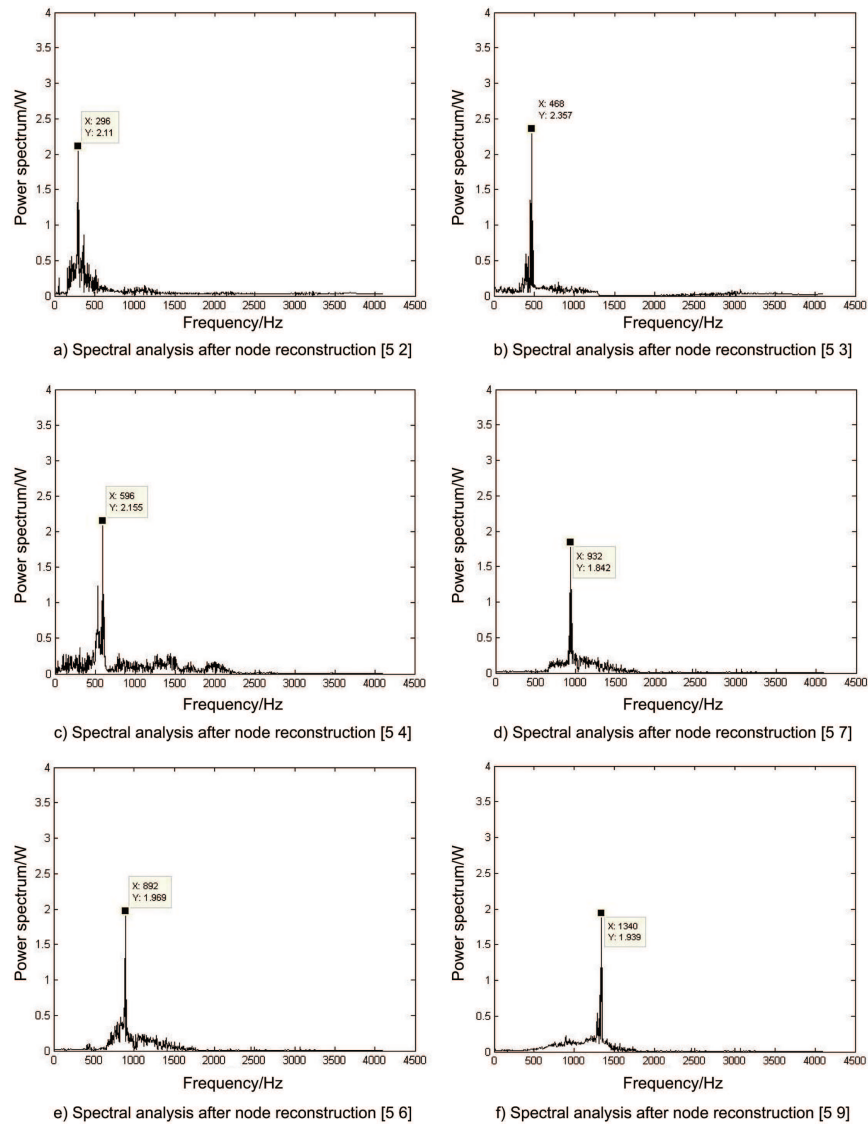 4
3.5
3
2.5
2
1.5
1
0.5
0
Power spectrum/W
X: 296
Y: 2.11
0 500 1000 1500 2000 2500 3000 3500 4000 4500
Frequency/Hz
a) Spectral analysis after node reconstruction [5 2]
4
3.5
3
2.5
2
1.5
1
0.5
0
Power spectrum/W
X: 468
Y: 2.357
0 500 1000 1500 2000 2500 3000 3500 4000 4500
Frequency/Hz
b) Spectral analysis after node reconstruction [5 3]
4
3.5
3
2.5
2
1.5
1
0.5
0
Power spectrum/W
X: 596
Y: 2.155
0 500 1000 1500 2000 2500 3000 3500 4000 4500
Frequency/Hz
c) Spectral analysis after node reconstruction [5 4]
4
3.5
3
2.5
2
1.5
1
0.5
0
Power spectrum/W
X: 932
Y: 1.842
0 500 1000 1500 2000 2500 3000 3500 4000 4500
Frequency/Hz
d) Spectral analysis after node reconstruction [5 7]
4
3.5
3
2.5
2
1.5
1
0.5
0
Power spectrum/W
X: 892
Y: 1.969
0 500 1000 1500 2000 2500 3000 3500 4000 4500
Frequency/Hz
e) Spectral analysis after node reconstruction [5 6]
4
3.5
3
2.5
2
1.5
1
0.5
0
Power spectrum/W
X: 1340
Y: 1.939
0 500 1000 1500 2000 2500 3000 3500 4000 4500
Frequency/Hz
f) Spectral analysis after node reconstruction [5 9]